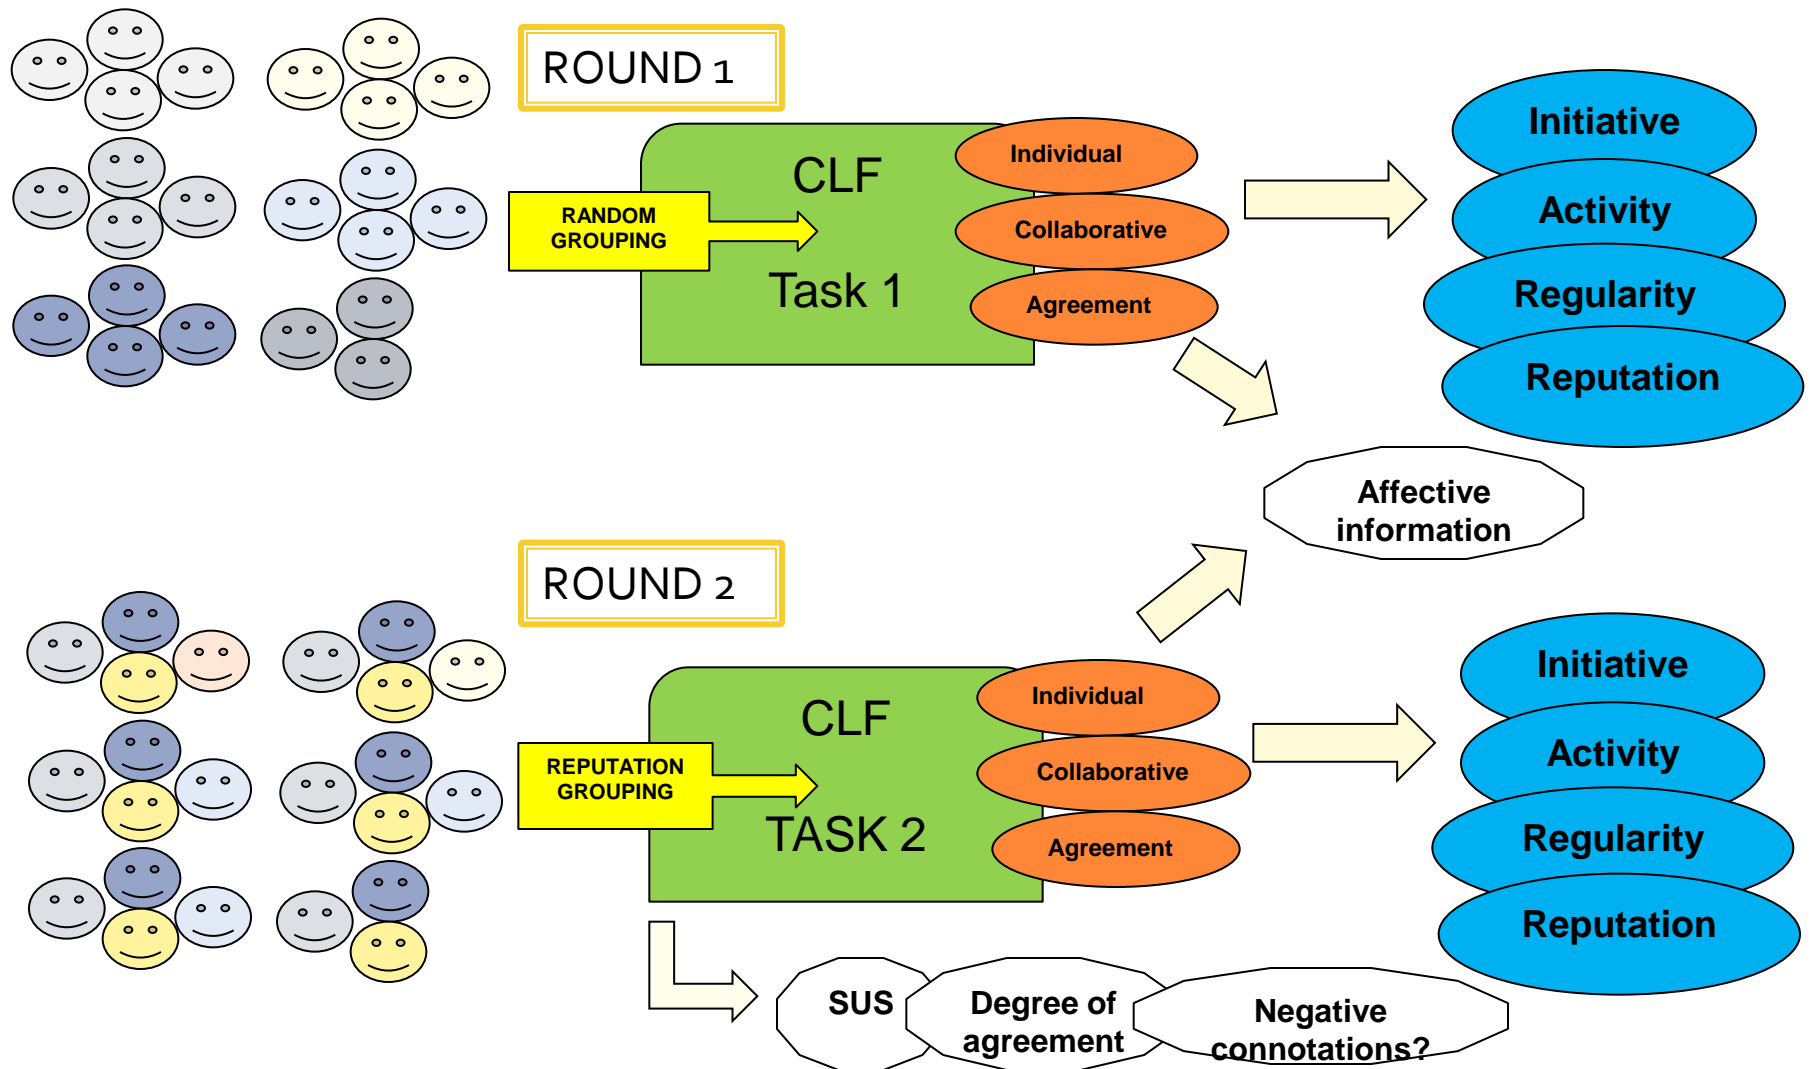 ROUND 1
CLF
Task 1
RANDOM
GROUPING
Individual
Collaborative
Agreement
Initiative
Activity
Regularity
Reputation
Affective
information
ROUND 2
CLF
TASK 2
REPUTATION
GROUPING
Individual
Collaborative
Agreement
Initiative
Activity
Regularity
Reputation
SUS
Degree of
agreement
Negative
connotations?